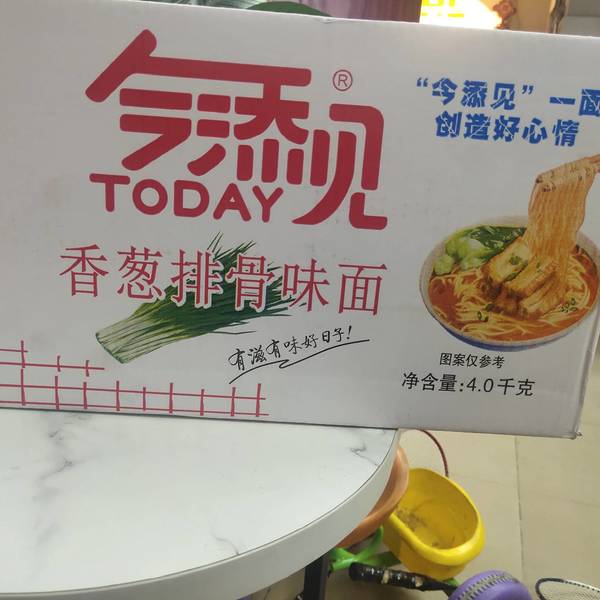 今添见®
TODAY
香葱排骨味面
有滋有味好日子!
“今添见”一面
创造好心情
图案仅参考
净含量:4.0千克